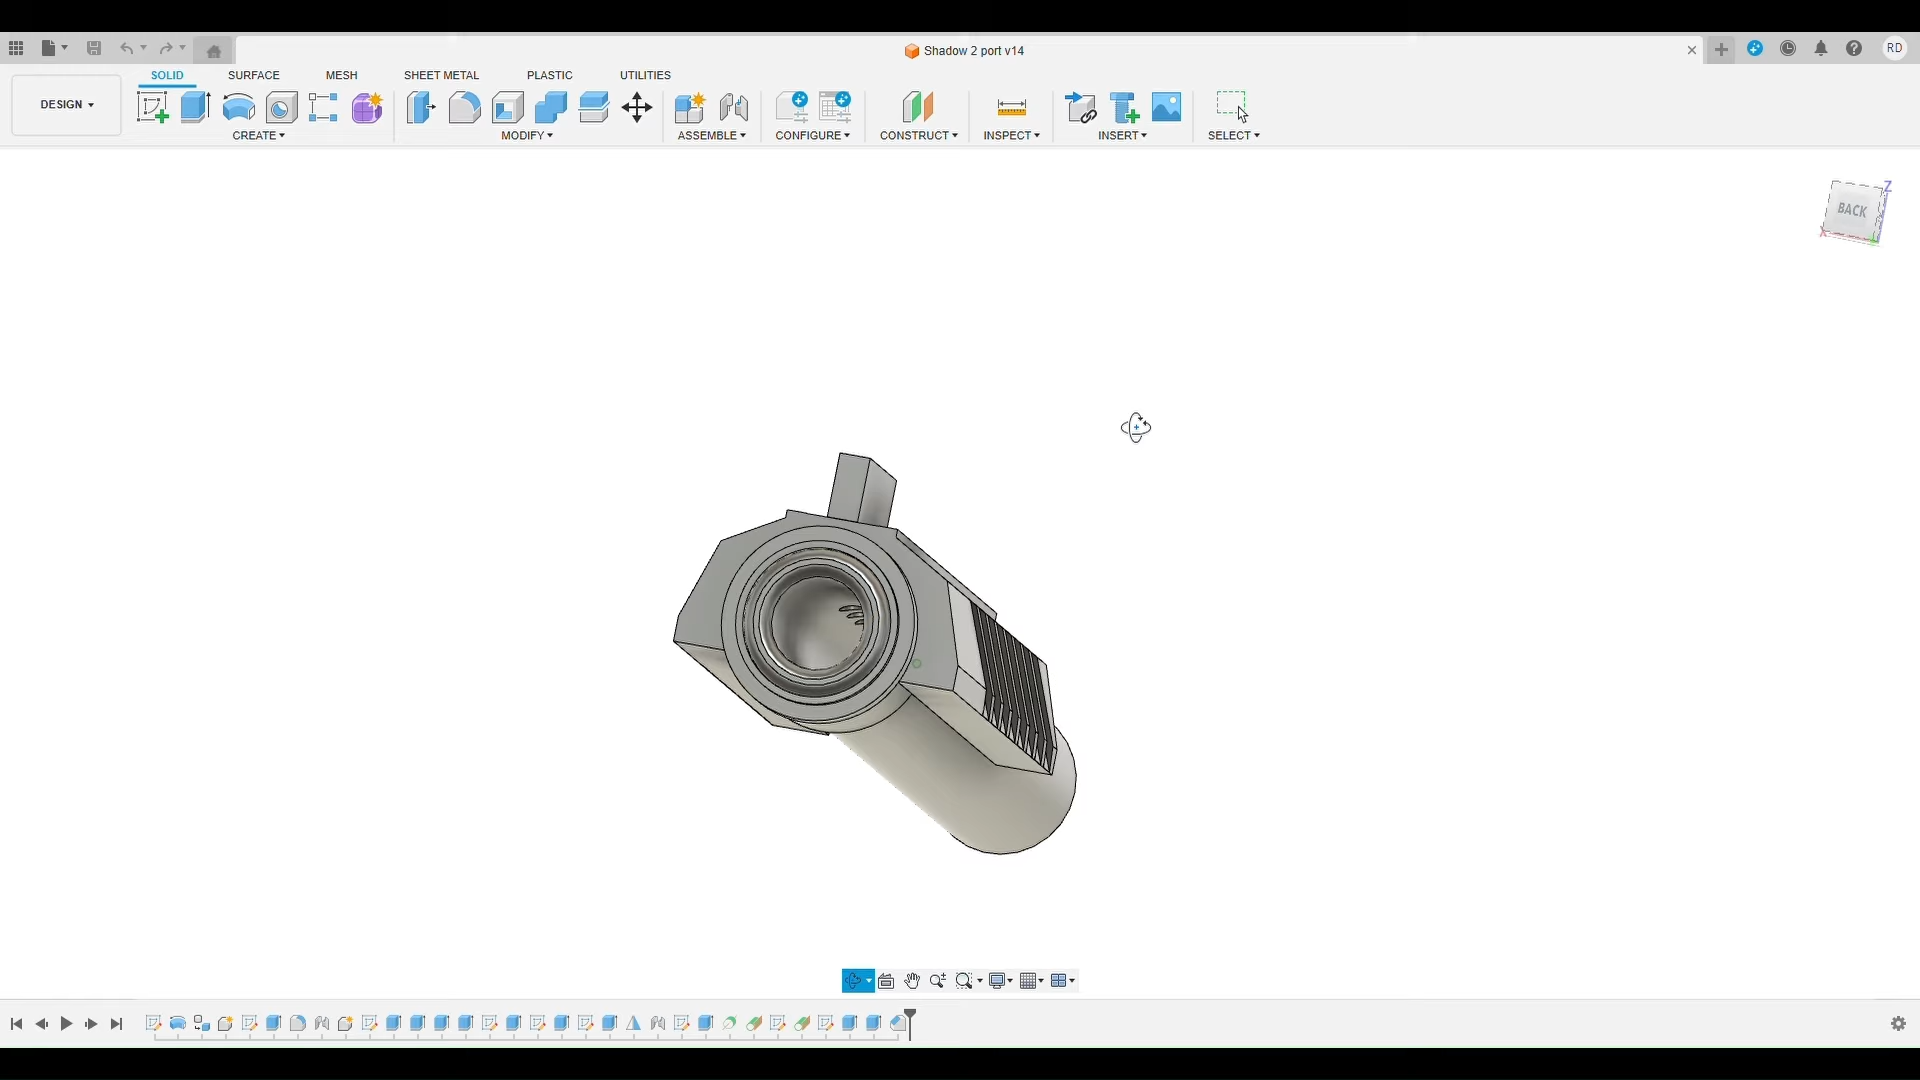 Shadow 2 port v14
RD
SOLID SURFACE MESH SHEET METAL PLASTIC UTILITIES
DESIGN
CREATE MODIFY ASSEMBLE CONFIGURE CONSTRUCT INSPECT INSERT SELECT
Z
BACK
X